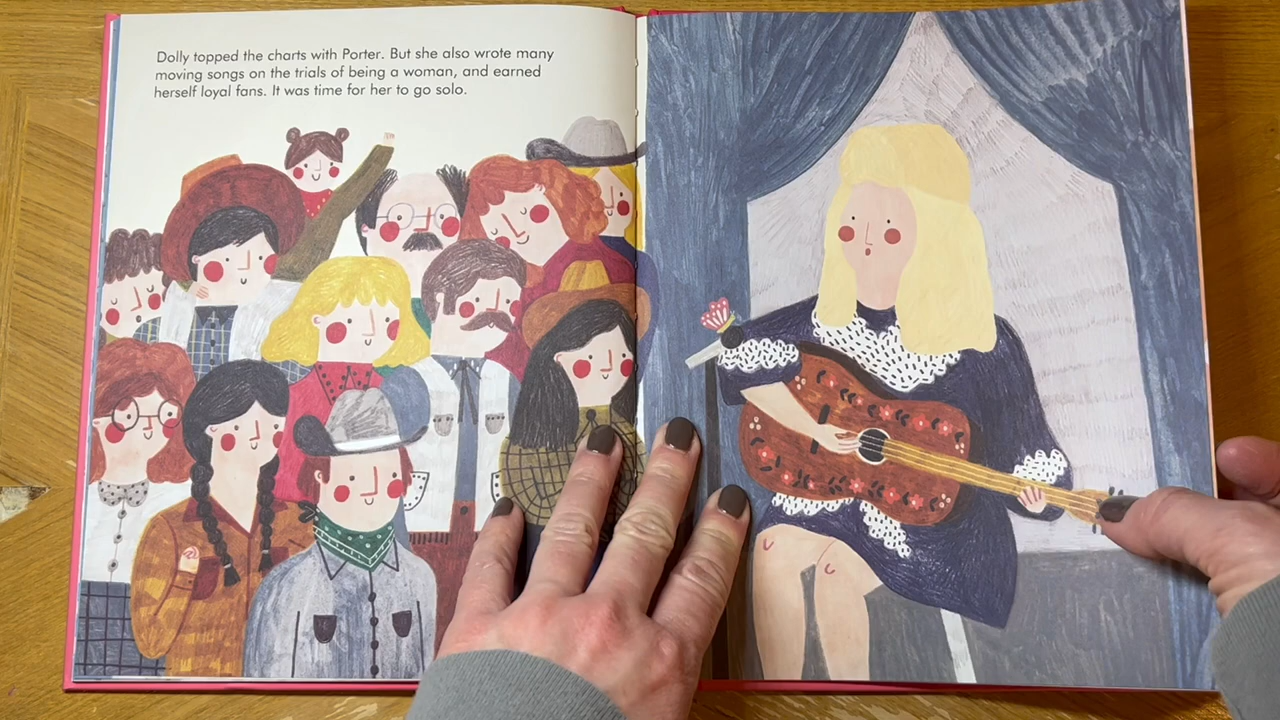 Dolly topped the charts with Porter. But she also wrote many
moving songs on the trials of being a woman, and earned
herself loyal fans. It was time for her to go solo.